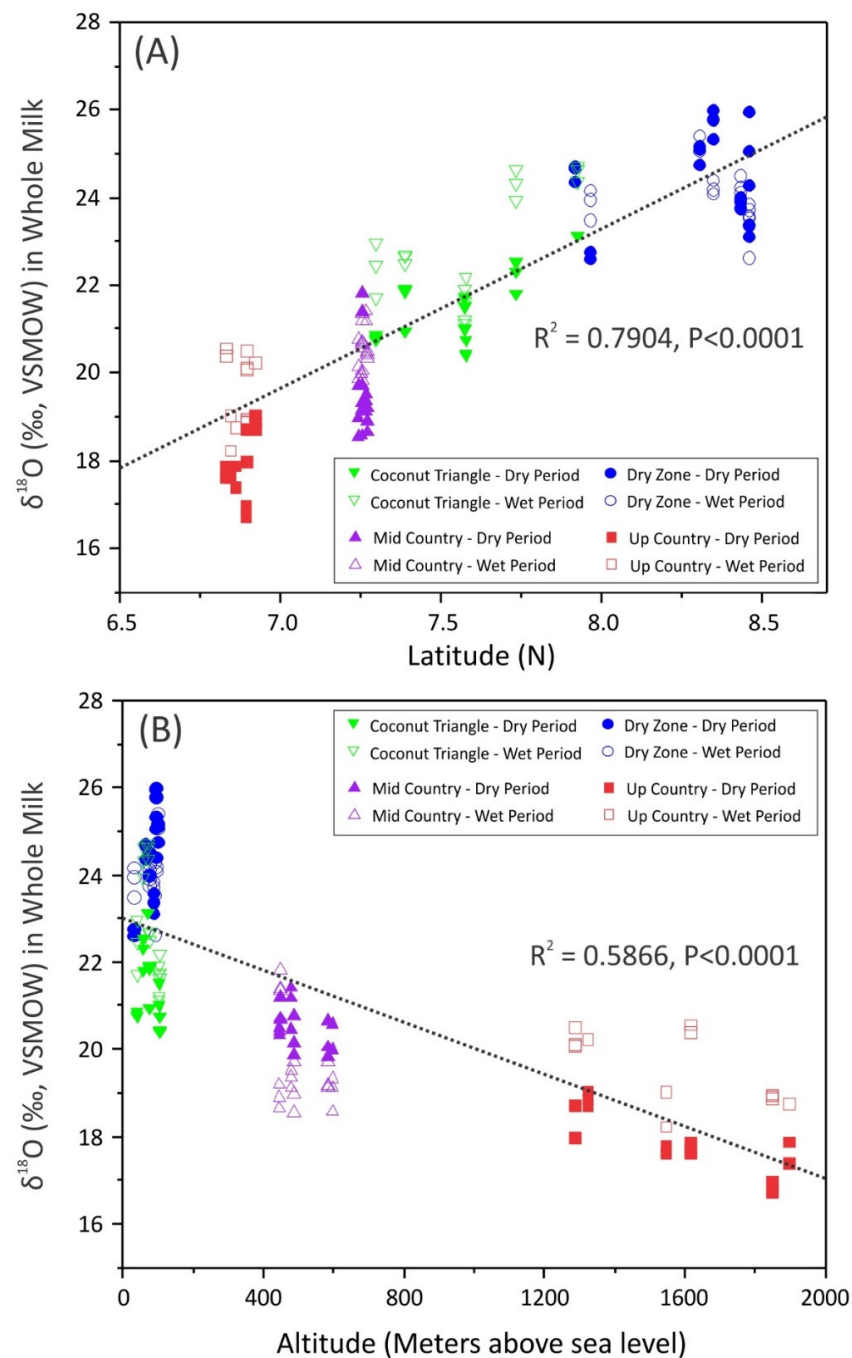 (A)
28
26
24
22
20
18
16
δ¹⁸O (‰, VSMOW) in Whole Milk
R² = 0.7904, P<0.0001
Coconut Triangle - Dry Period
Dry Zone - Dry Period
Coconut Triangle - Wet Period
Dry Zone - Wet Period
Mid Country - Dry Period
Up Country - Dry Period
Mid Country - Wet Period
Up Country - Wet Period
6.5 7.0 7.5 8.0 8.5
Latitude (N)
(B)
28
26
24
22
20
18
16
δ¹⁸O (‰, VSMOW) in Whole Milk
Coconut Triangle - Dry Period
Dry Zone - Dry Period
Coconut Triangle - Wet Period
Dry Zone - Wet Period
Mid Country - Dry Period
Up Country - Dry Period
Mid Country - Wet Period
Up Country - Wet Period
R² = 0.5866, P<0.0001
0 400 800 1200 1600 2000
Altitude (Meters above sea level)